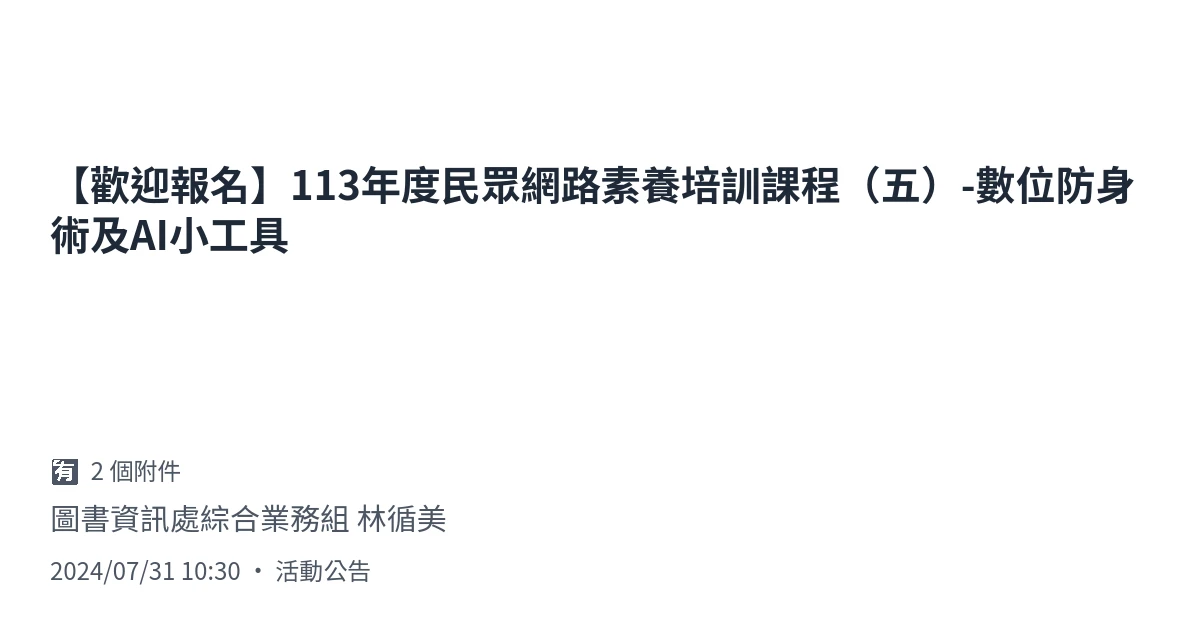 【歡迎報名】113年度民眾網路素養培訓課程（五）-數位防身
術及AI小工具
有 2 個附件
圖書資訊處綜合業務組 林循美
2024/07/31 10:30 • 活動公告